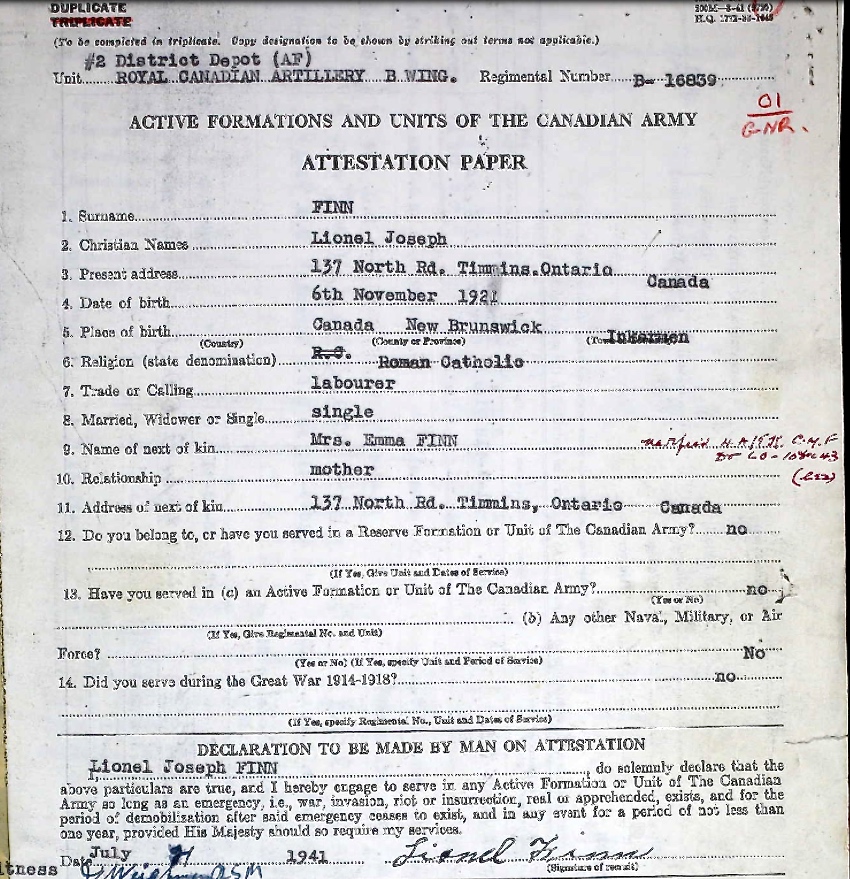 DUPLICATE
TRIPLICATE
H.Q. 1772-39-1645
(To be completed in triplicate. Copy designation to be shown by striking out terms not applicable.)
#2 District Depot (AF)
Unit ROYAL CANADIAN ARTILLERY B WING. Regimental Number B- 16839
01
GNR.
ACTIVE FORMATIONS AND UNITS OF THE CANADIAN ARMY
ATTESTATION PAPER
1. Surname FINN
2. Christian Names Lionel Joseph
3. Present address 137 North Rd. Timmins.Ontario Canada
4. Date of birth 6th November 1921
5. Place of birth Canada New Brunswick Inkerman
(Country) (County or Province)
6. Religion (state denomination) R.C. Roman Catholic
7. Trade or Calling labourer
8. Married, Widower or Single single
9. Name of next of kin Mrs. Emma FINN
10. Relationship mother
11. Address of next of kin 137 North Rd. Timmins, Ontario Canada
12. Do you belong to, or have you served in a Reserve Formation or Unit of The Canadian Army? no
(If Yes, Give Unit and Dates of Service)
13. Have you served in (a) an Active Formation or Unit of The Canadian Army? no
(Yes or No)
(b) Any other Naval, Military, or Air
(If Yes, Give Regimental No. and Unit)
Force? No
(Yes or No) (If Yes, specify Unit and Period of Service)
14. Did you serve during the Great War 1914-1918? no
(If Yes, specify Regimental No., Unit and Dates of Service)
DECLARATION TO BE MADE BY MAN ON ATTESTATION
I, Lionel Joseph FINN, do solemnly declare that the
above particulars are true, and I hereby engage to serve in any Active Formation or Unit of The Canadian
Army so long as an emergency, i.e., war, invasion, riot or insurrection, real or apprehended, exists, and for the
period of demobilization after said emergency ceases to exist, and in any event for a period of not less than
one year, provided His Majesty should so require my services.
Date July 1941 Lionel Finn
(Signature of recruit)
itness